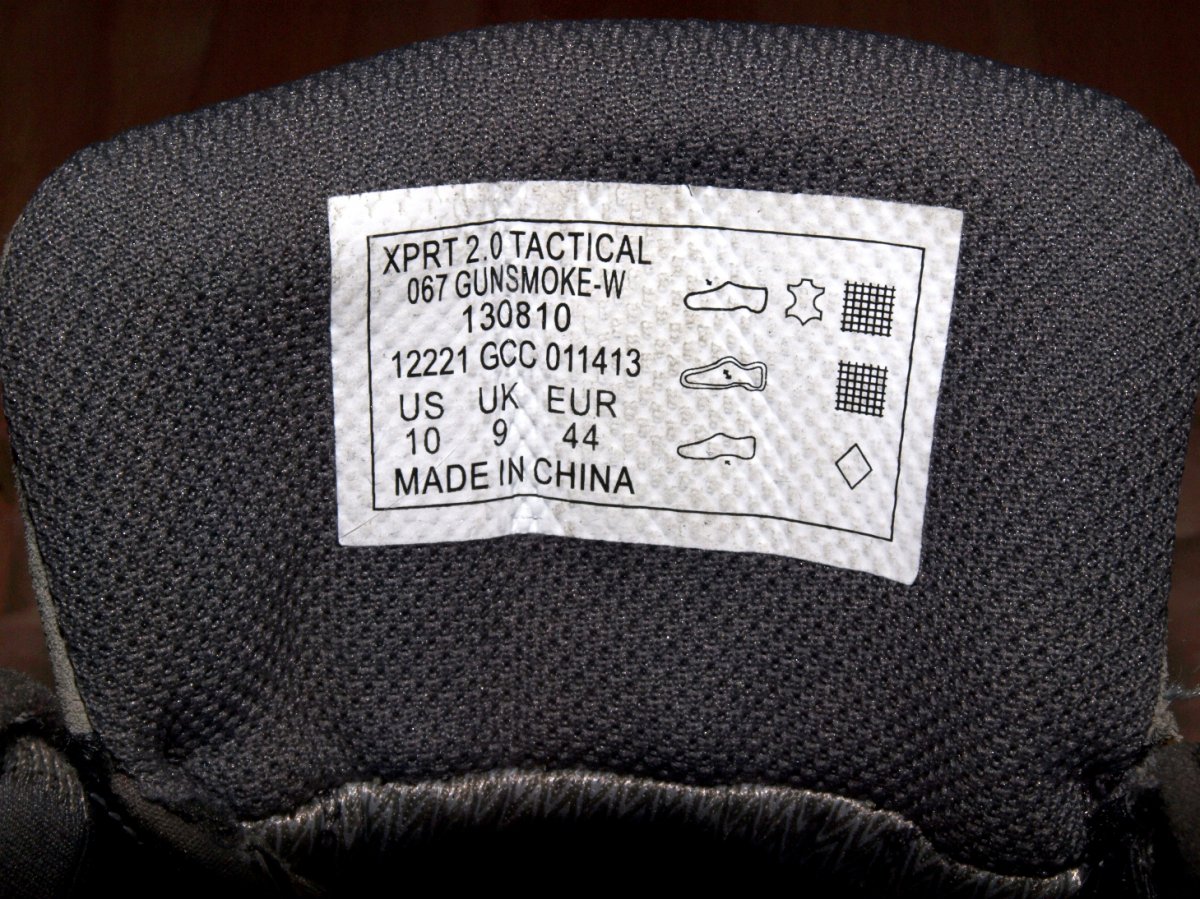 XPRT 2.0 TACTICAL
067 GUNSMOKE-W
130810
12221 GCC 011413
US UK EUR
10 9 44
MADE IN CHINA